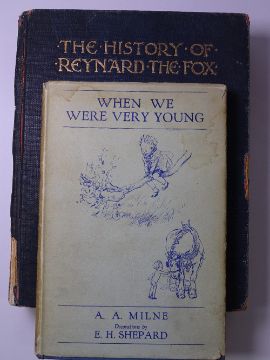 THE · HISTORY · OF ·
REYNARD · THE · FOX ·
WHEN WE
WERE VERY YOUNG
A. A. MILNE
Decorations by
E. H. SHEPARD